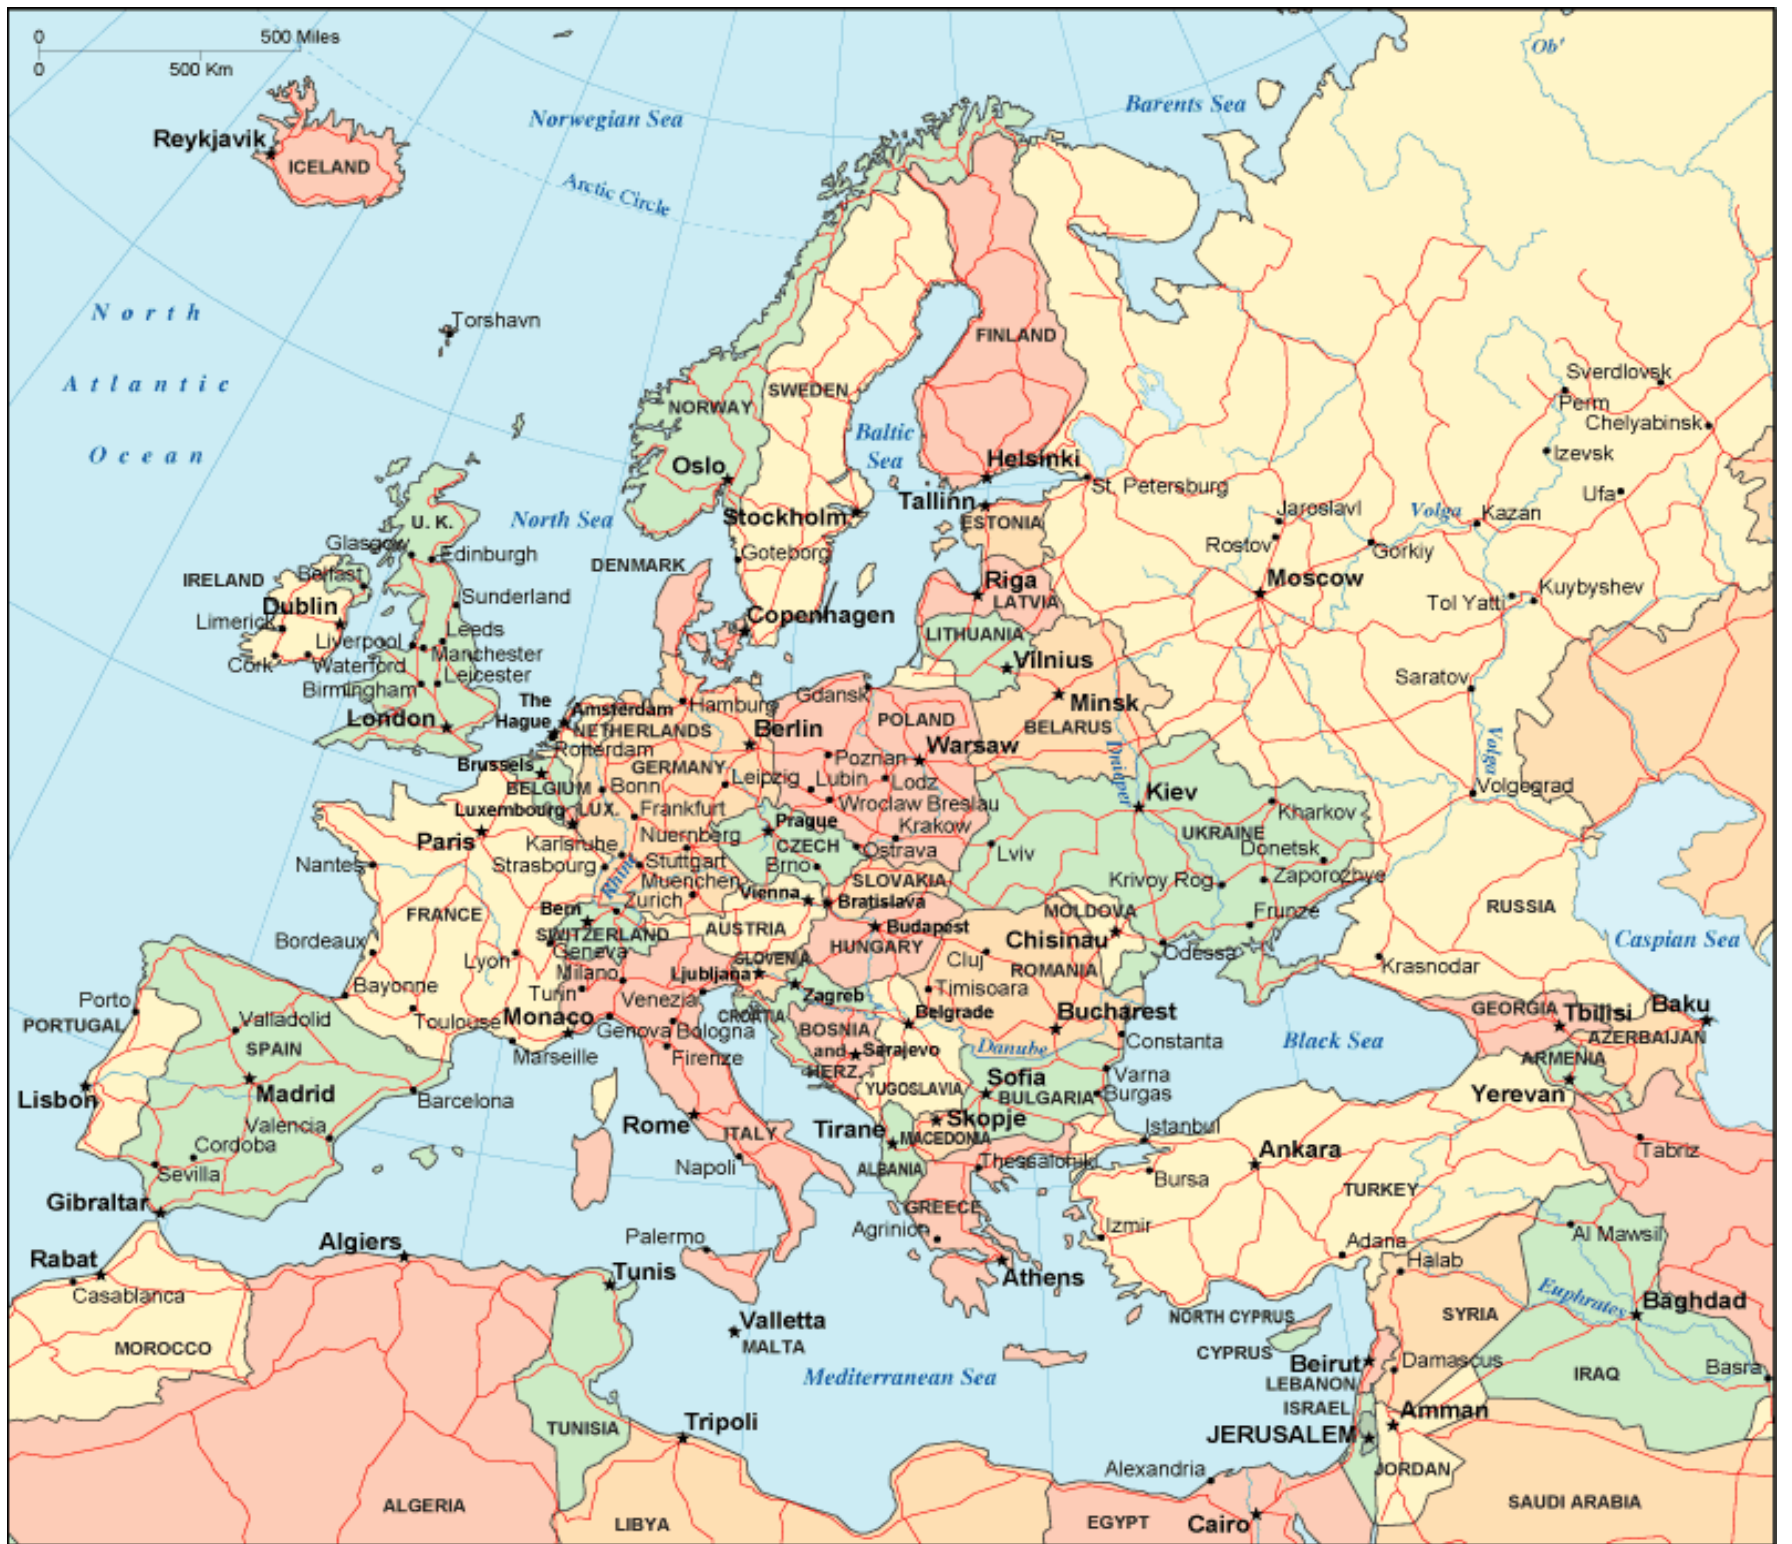 0 500 Miles
0 500 Km
Ob'
Barents Sea
Norwegian Sea
Reykjavik
ICELAND
Arctic Circle
North
Atlantic
Ocean
Torshavn
FINLAND
SWEDEN
NORWAY
Baltic
Sea
Sverdlovsk
Perm
Chelyabinsk
Izevsk
Ufa
Oslo
Helsinki
St. Petersburg
Tallinn
Stockholm
ESTONIA
North Sea
U. K.
Jaroslavl
Volga
Kazan
Rostov
Gorkiy
Glasgow
Edinburgh
Goteborg
DENMARK
IRELAND
Belfast
Riga
LATVIA
Moscow
Kuybyshev
Tol Yatti
Dublin
Sunderland
Copenhagen
Limerick
Leeds
Liverpool
Manchester
LITHUANIA
Cork
Waterford
Leicester
Birmingham
Vilnius
Saratov
London
The
Hague
Amsterdam
Hamburg
Gdansk
Minsk
BELARUS
NETHERLANDS
Berlin
POLAND
Warsaw
Rotterdam
Brussels
GERMANY
Leipzig
Poznan
Lubin
Lodz
Dnieper
Volga
Volgegrad
BELGIUM
Bonn
Luxembourg
LUX.
Frankfurt
Wroclaw Breslau
Kiev
Kharkov
Paris
Karlsruhe
Nuernberg
Prague
CZECH
Krakow
UKRAINE
Donetsk
Nantes
Strasbourg
Stuttgart
Brno
Ostrava
Lviv
Rhine
Muenchen
Zurich
Vienna
SLOVAKIA
Bratislava
Krivoy Rog
Zaporozhye
FRANCE
Bern
SWITZERLAND
AUSTRIA
Budapest
HUNGARY
MOLDOVA
Chisinau
Frunze
RUSSIA
Bordeaux
Lyon
Geneva
Milano
SLOVENIA
Ljubljana
Cluj
ROMANIA
Odessa
Caspian Sea
Krasnodar
Bayonne
Turin
Venezia
Zagreb
Timisoara
Porto
PORTUGAL
Valladolid
Toulouse
Monaco
Genova
Bologna
CROATIA
BOSNIA
and
HERZ.
Belgrade
Bucharest
Constanta
GEORGIA
Tbilisi
Baku
AZERBAIJAN
SPAIN
Marseille
Firenze
Sarajevo
Danube
Black Sea
ARMENIA
Lisbon
Madrid
Barcelona
YUGOSLAVIA
Sofia
BULGARIA
Varna
Burgas
Yerevan
Valencia
Rome
ITALY
Tirane
Skopje
MACEDONIA
Istanbul
Ankara
Tabriz
Cordoba
Sevilla
Napoli
ALBANIA
Thessaloniki
Bursa
TURKEY
Gibraltar
GREECE
Agrinion
Izmir
Adana
Al Mawsil
Rabat
Algiers
Palermo
Halab
Casablanca
Tunis
Athens
Euphrates
Baghdad
MOROCCO
Valletta
MALTA
NORTH CYPRUS
CYPRUS
SYRIA
Mediterranean Sea
Beirut
LEBANON
Damascus
IRAQ
Basra
TUNISIA
Tripoli
ISRAEL
JERUSALEM
Amman
Alexandria
JORDAN
ALGERIA
LIBYA
EGYPT
Cairo
SAUDI ARABIA